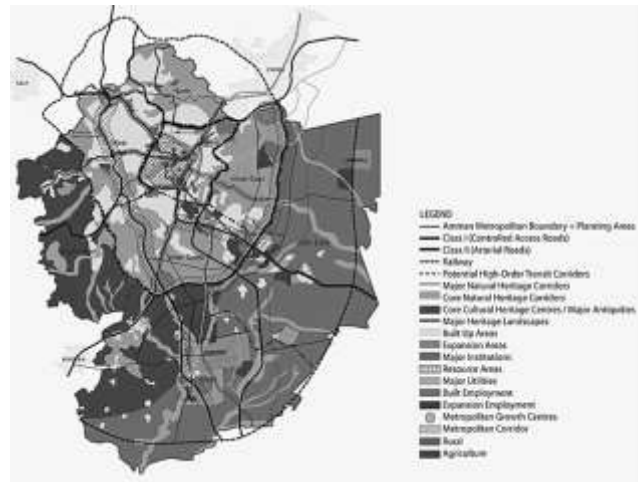 LEGEND
Amman Metropolitan Boundary + Planning Areas
Class I (Controlled Access Roads)
Class II (Arterial Roads)
Railway
Potential High-Order Transit Corridors
Major Natural Heritage Corridors
Core Natural Heritage Corridors
Core Cultural Heritage Centres / Major Antiquities
Major Heritage Landscapes
Built Up Areas
Expansion Areas
Major Institutions
Resource Areas
Major Utilities
Built Employment
Expansion Employment
Metropolitan Growth Centres
Metropolitan Corridor
Rural
Agriculture